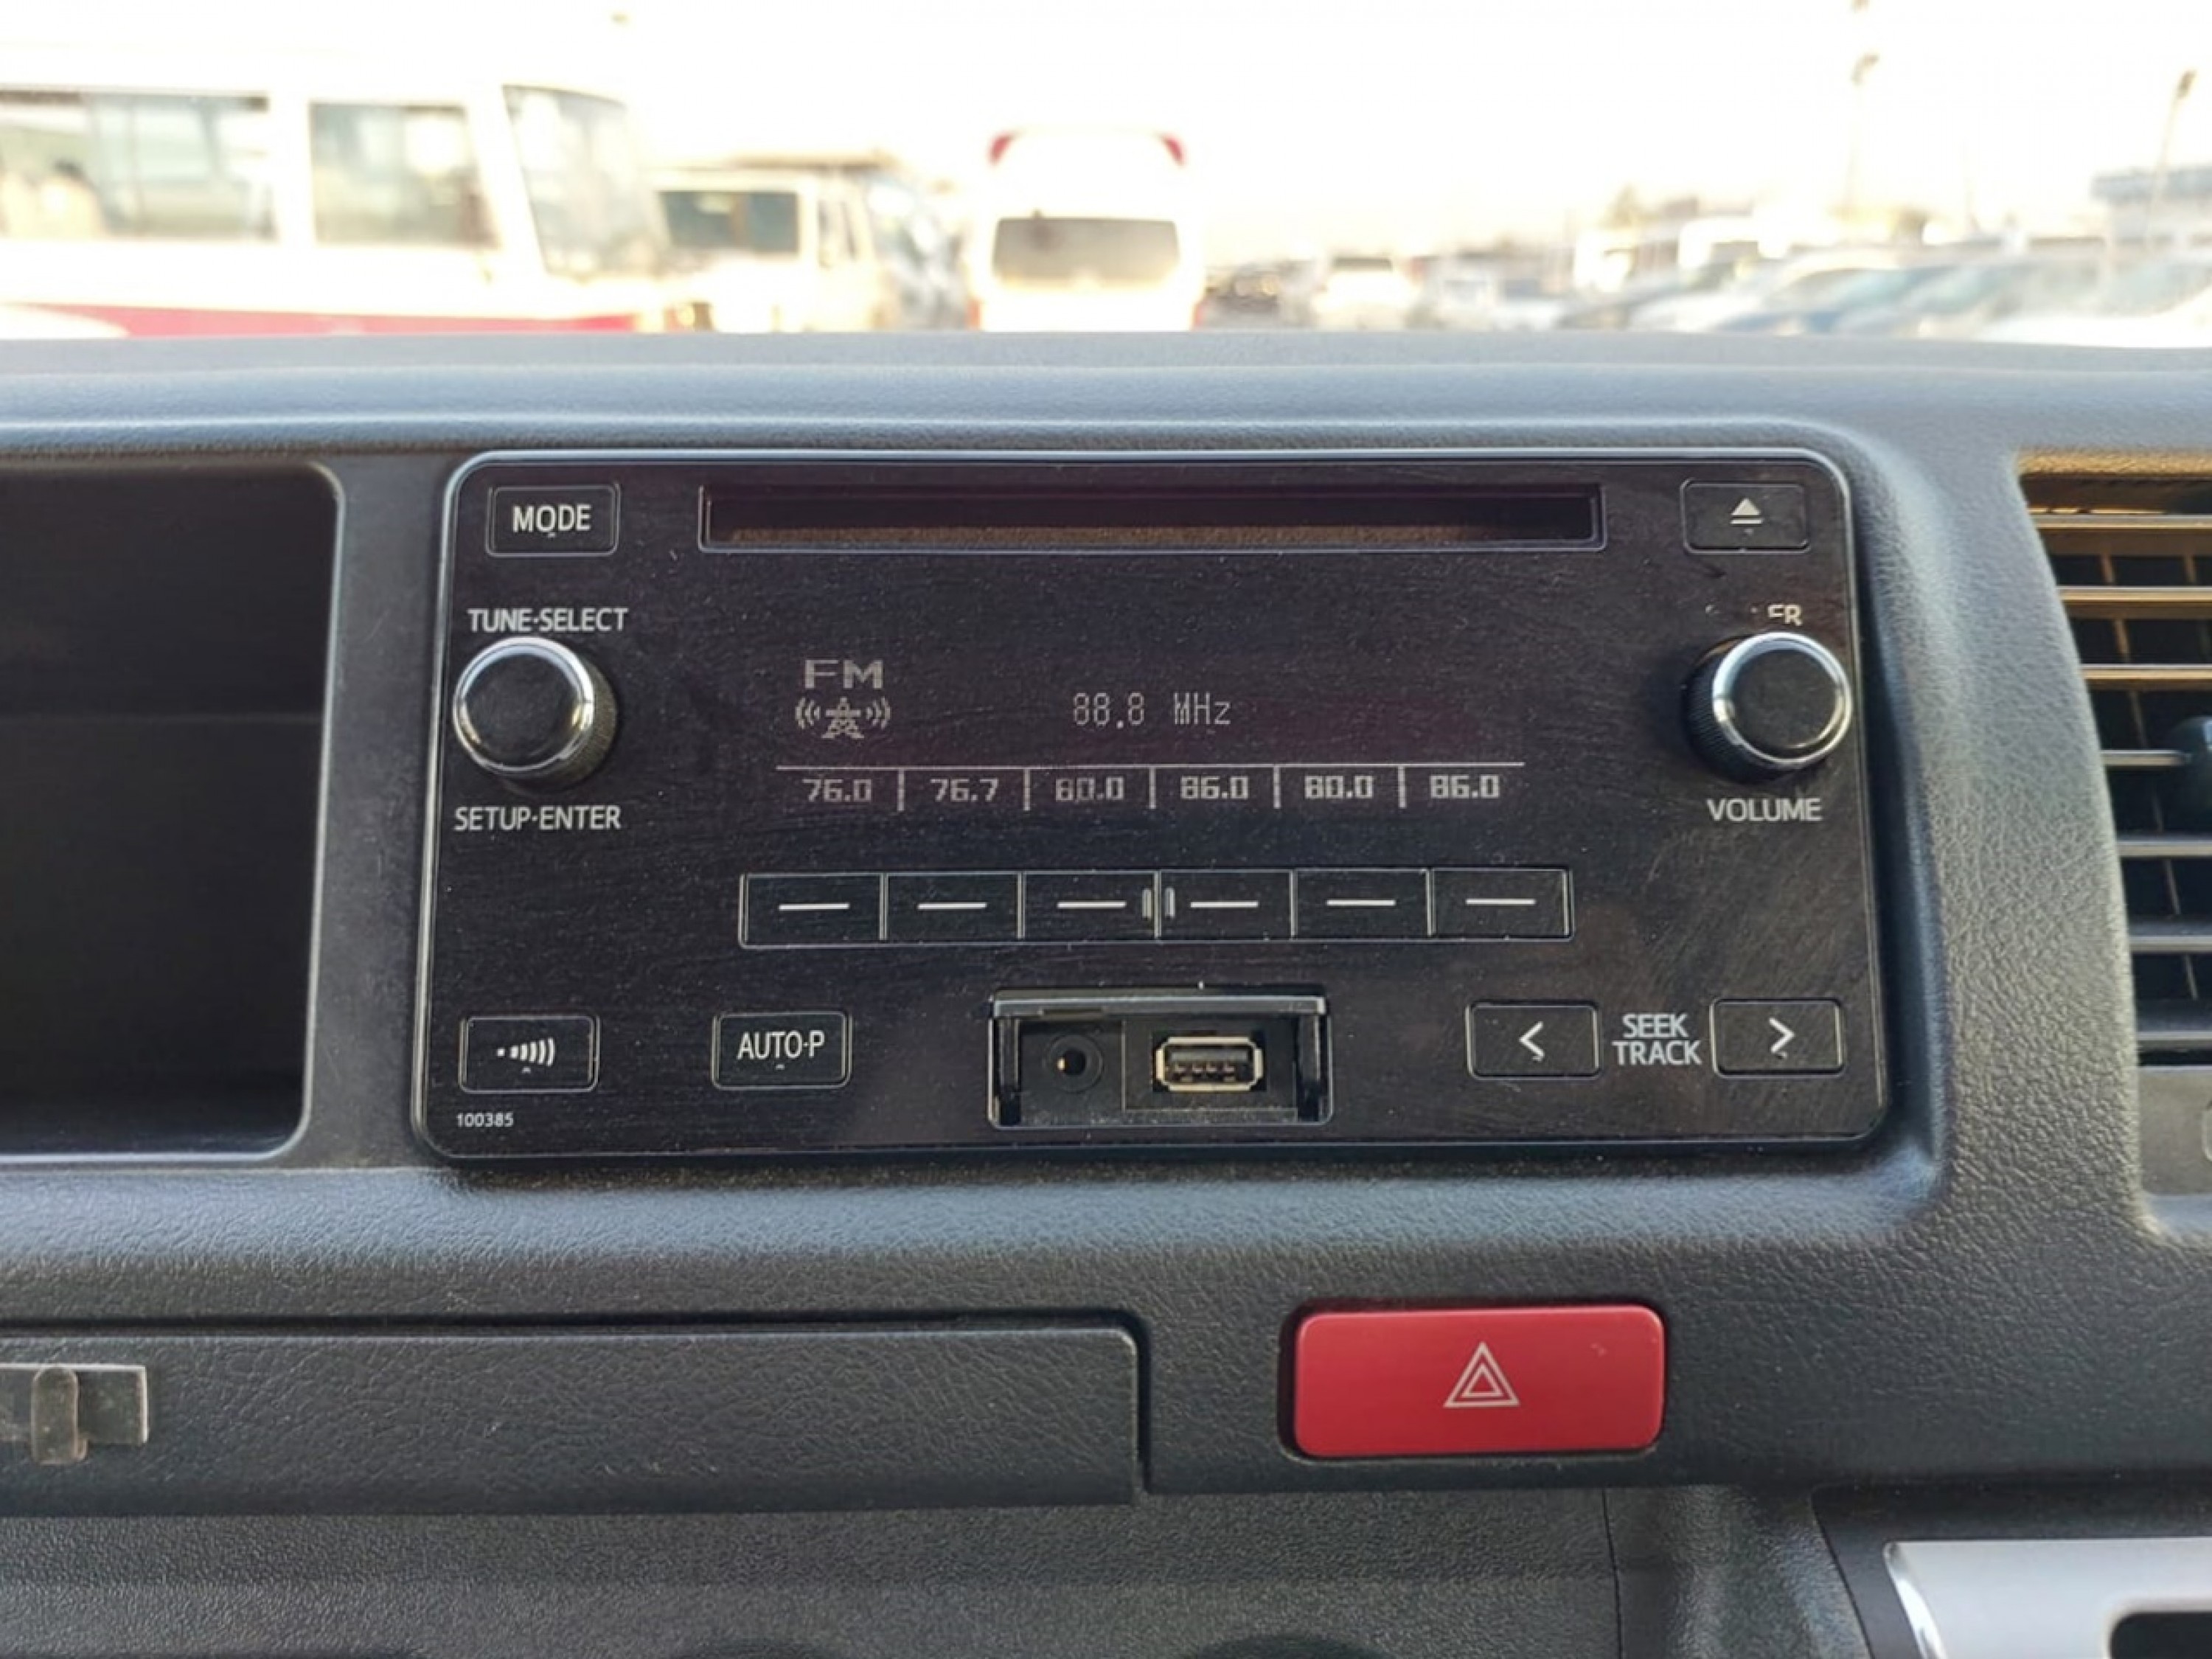 MODE
TUNE·SELECT
FM
88.8 MHz
76.0 | 76.7 | 80.0 | 86.0 | 80.0 | 86.0
SETUP·ENTER
VOLUME
AUTO·P
SEEK
TRACK
100385